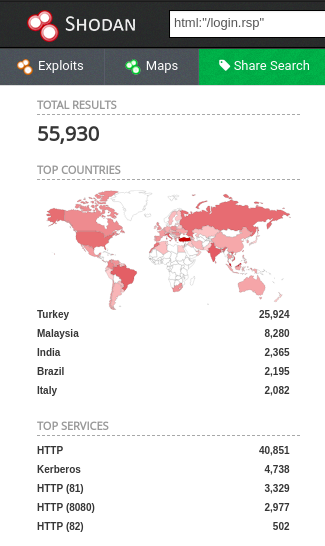 SHODAN
html:"/login.rsp"
Exploits Maps Share Search
TOTAL RESULTS
55,930
TOP COUNTRIES
Turkey 25,924
Malaysia 8,280
India 2,365
Brazil 2,195
Italy 2,082
TOP SERVICES
HTTP 40,851
Kerberos 4,738
HTTP (81) 3,329
HTTP (8080) 2,977
HTTP (82) 502